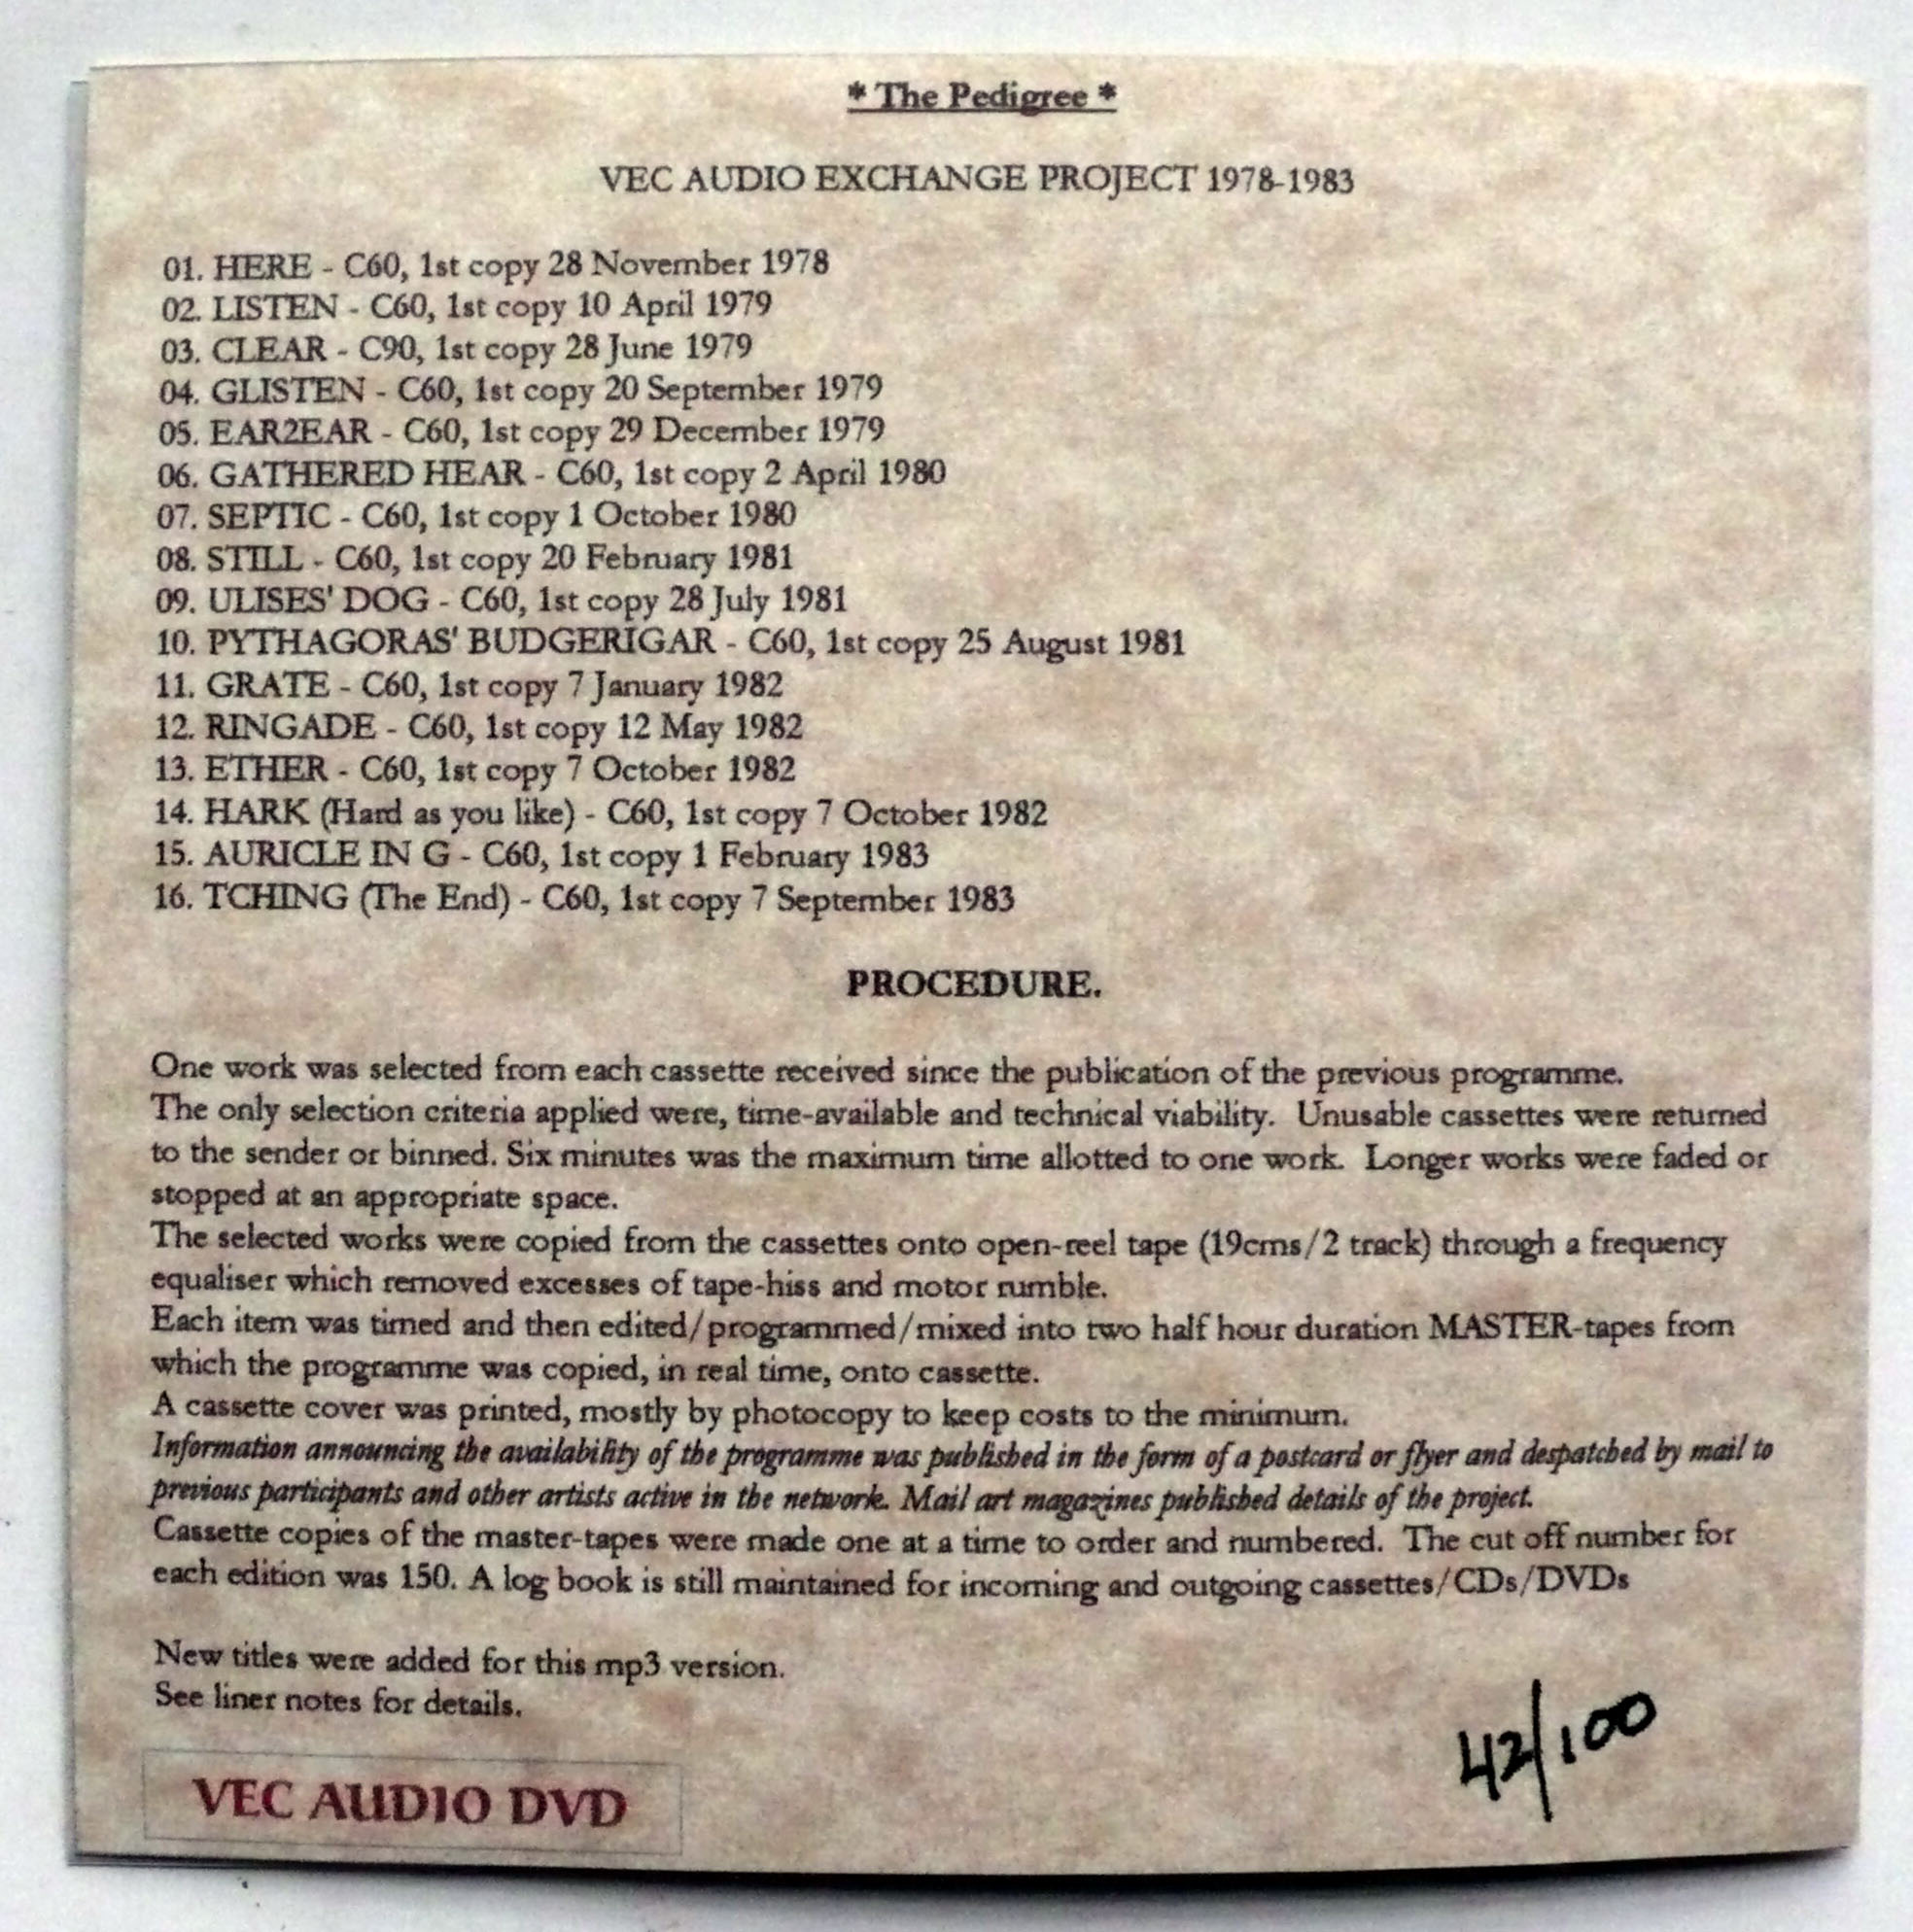 * The Pedigree *
VEC AUDIO EXCHANGE PROJECT 1978-1983
01. HERE - C60, 1st copy 28 November 1978
02. LISTEN - C60, 1st copy 10 April 1979
03. CLEAR - C90, 1st copy 28 June 1979
04. GLISTEN - C60, 1st copy 20 September 1979
05. EAR2EAR - C60, 1st copy 29 December 1979
06. GATHERED HEAR - C60, 1st copy 2 April 1980
07. SEPTIC - C60, 1st copy 1 October 1980
08. STILL - C60, 1st copy 20 February 1981
09. ULISES' DOG - C60, 1st copy 28 July 1981
10. PYTHAGORAS' BUDGERIGAR - C60, 1st copy 25 August 1981
11. GRATE - C60, 1st copy 7 January 1982
12. RINGADE - C60, 1st copy 12 May 1982
13. ETHER - C60, 1st copy 7 October 1982
14. HARK (Hard as you like) - C60, 1st copy 7 October 1982
15. AURICLE IN G - C60, 1st copy 1 February 1983
16. TCHING (The End) - C60, 1st copy 7 September 1983
PROCEDURE.
One work was selected from each cassette received since the publication of the previous programme.
The only selection criteria applied were, time-available and technical viability. Unusable cassettes were returned
to the sender or binned. Six minutes was the maximum time allotted to one work. Longer works were faded or
stopped at an appropriate space.
The selected works were copied from the cassettes onto open-reel tape (19cms/2 track) through a frequency
equaliser which removed excesses of tape-hiss and motor rumble.
Each item was timed and then edited/programmed/mixed into two half hour duration MASTER-tapes from
which the programme was copied, in real time, onto cassette.
A cassette cover was printed, mostly by photocopy to keep costs to the minimum.
Information announcing the availability of the programme was published in the form of a postcard or flyer and despatched by mail to
previous participants and other artists active in the network. Mail art magazines published details of the project.
Cassette copies of the master-tapes were made one at a time to order and numbered. The cut off number for
each edition was 150. A log book is still maintained for incoming and outgoing cassettes/CDs/DVDs
New titles were added for this mp3 version.
See liner notes for details.
42/100
VEC AUDIO DVD